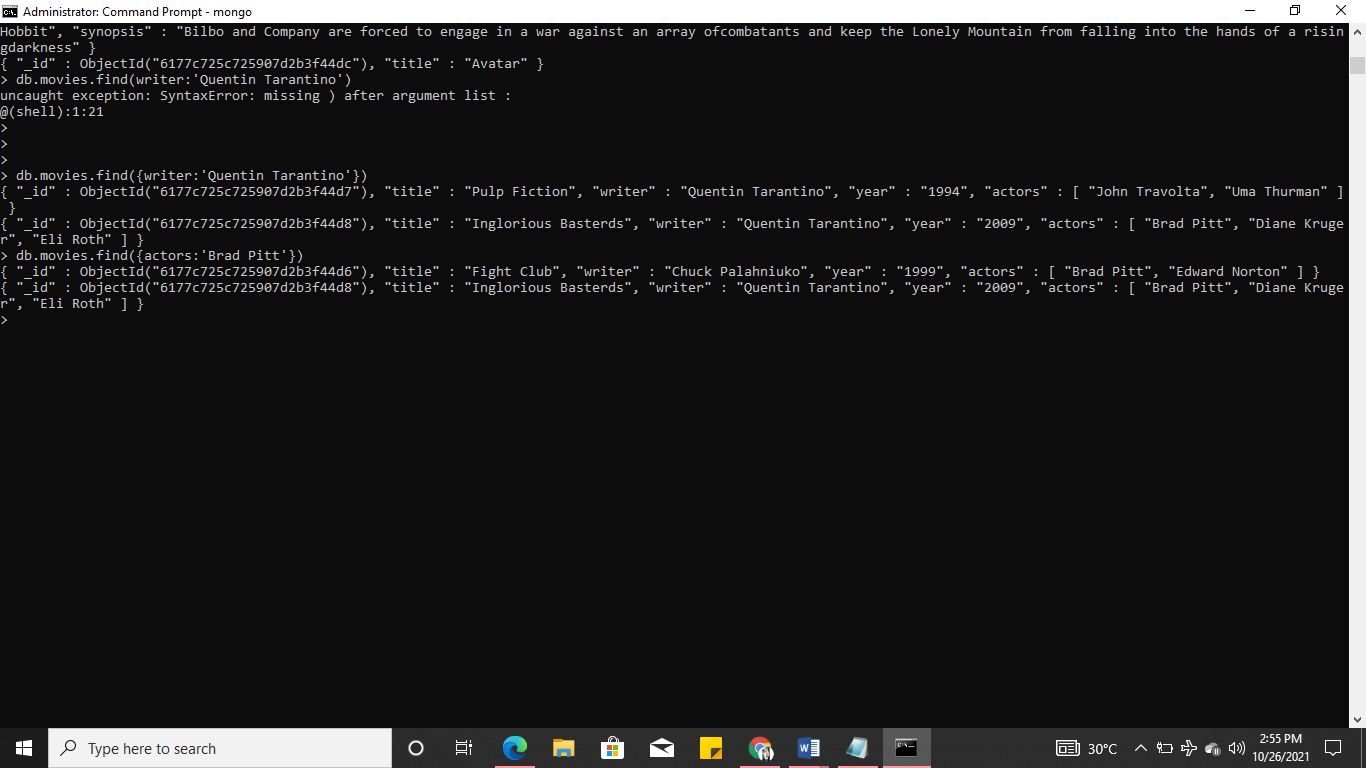 Administrator: Command Prompt - mongo
Hobbit", "synopsis" : "Bilbo and Company are forced to engage in a war against an array ofcombatants and keep the Lonely Mountain from falling into the hands of a risin
gdarkness" }
{ "_id" : ObjectId("6177c725c725907d2b3f44dc"), "title" : "Avatar" }
> db.movies.find(writer:'Quentin Tarantino')
uncaught exception: SyntaxError: missing ) after argument list :
@(shell):1:21
>
>
>
> db.movies.find({writer:'Quentin Tarantino'})
{ "_id" : ObjectId("6177c725c725907d2b3f44d7"), "title" : "Pulp Fiction", "writer" : "Quentin Tarantino", "year" : "1994", "actors" : [ "John Travolta", "Uma Thurman" ]
}
{ "_id" : ObjectId("6177c725c725907d2b3f44d8"), "title" : "Inglorious Basterds", "writer" : "Quentin Tarantino", "year" : "2009", "actors" : [ "Brad Pitt", "Diane Kruge
r", "Eli Roth" ] }
> db.movies.find({actors:'Brad Pitt'})
{ "_id" : ObjectId("6177c725c725907d2b3f44d6"), "title" : "Fight Club", "writer" : "Chuck Palahniuko", "year" : "1999", "actors" : [ "Brad Pitt", "Edward Norton" ] }
{ "_id" : ObjectId("6177c725c725907d2b3f44d8"), "title" : "Inglorious Basterds", "writer" : "Quentin Tarantino", "year" : "2009", "actors" : [ "Brad Pitt", "Diane Kruge
r", "Eli Roth" ] }
>
Type here to search
30°C
2:55 PM
10/26/2021